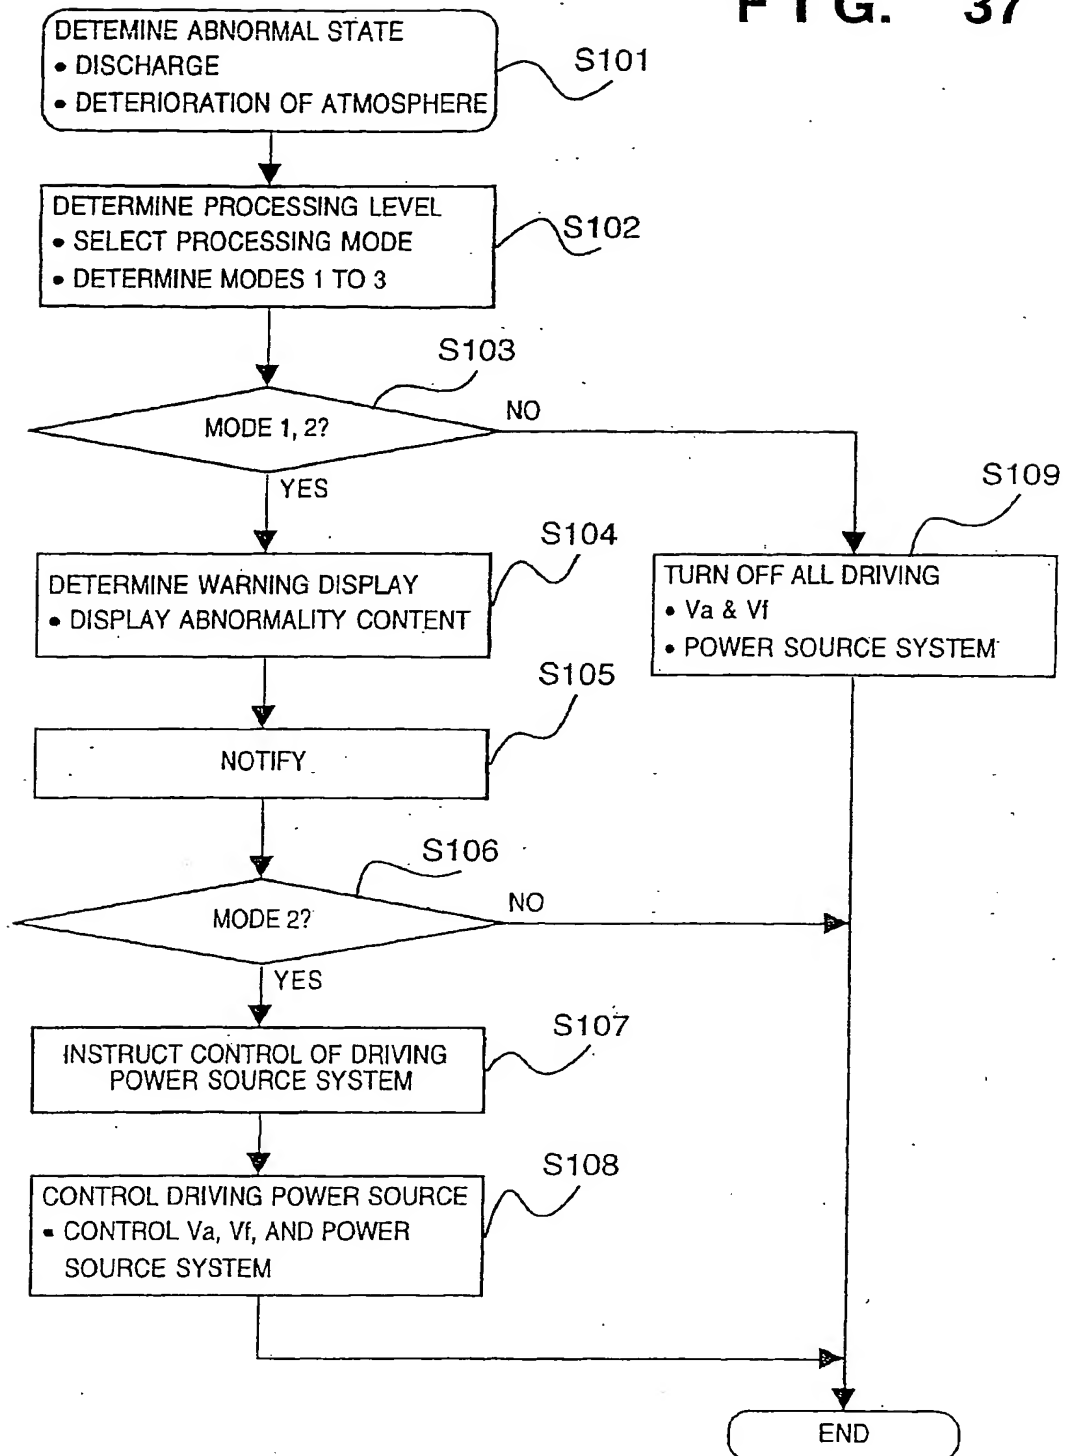 FIG. 37
DETEMINE ABNORMAL STATE
• DISCHARGE
• DETERIORATION OF ATMOSPHERE
S101
DETERMINE PROCESSING LEVEL
• SELECT PROCESSING MODE
• DETERMINE MODES 1 TO 3
S102
S103
MODE 1, 2?
NO
YES
S104
DETERMINE WARNING DISPLAY
• DISPLAY ABNORMALITY CONTENT
S109
TURN OFF ALL DRIVING
• Va & Vf
• POWER SOURCE SYSTEM
S105
NOTIFY
S106
MODE 2?
NO
YES
S107
INSTRUCT CONTROL OF DRIVING
POWER SOURCE SYSTEM
S108
CONTROL DRIVING POWER SOURCE
• CONTROL Va, Vf, AND POWER
SOURCE SYSTEM
END